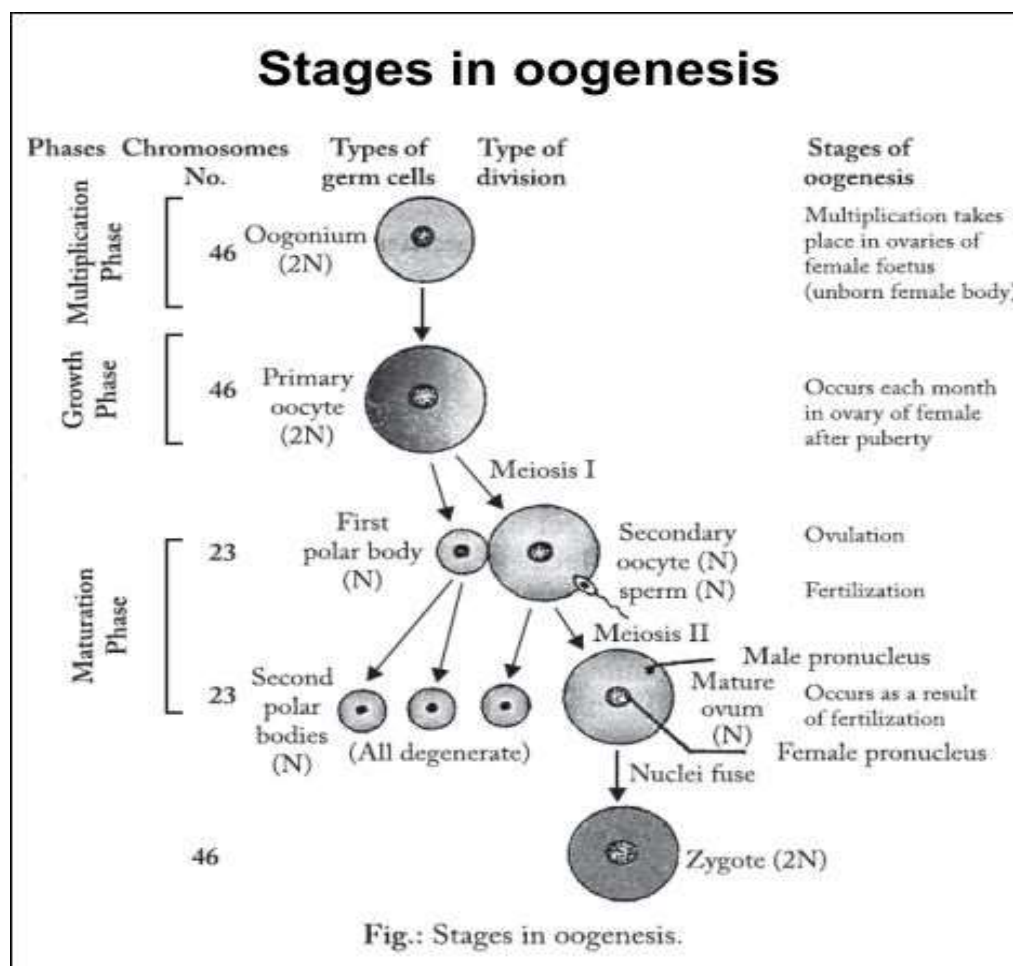 Stages in oogenesis
Phases Chromosomes No.
Types of germ cells
Type of division
Stages of oogenesis
Multiplication Phase
46
Oogonium (2N)
Multiplication takes place in ovaries of female foetus (unborn female body)
Growth Phase
46
Primary oocyte (2N)
Occurs each month in ovary of female after puberty
Meiosis I
Maturation Phase
23
First polar body (N)
Secondary oocyte (N)
sperm (N)
Ovulation
Fertilization
Meiosis II
23
Second polar bodies (N)
(All degenerate)
Mature ovum (N)
Male pronucleus
Occurs as a result of fertilization
Female pronucleus
Nuclei fuse
46
Zygote (2N)
Fig.: Stages in oogenesis.